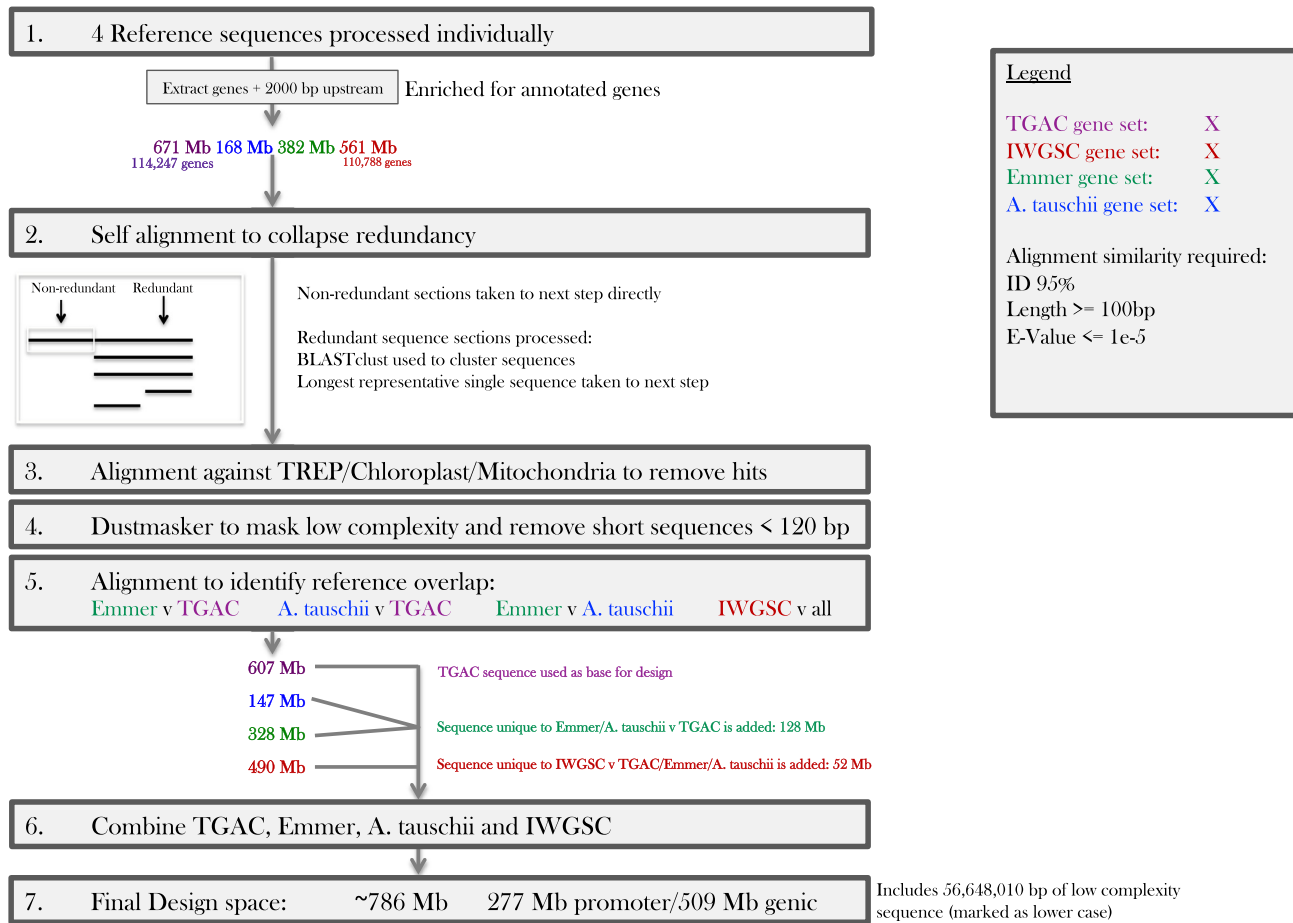 1. 4 Reference sequences processed individually
Extract genes + 2000 bp upstream
Enriched for annotated genes
671 Mb 168 Mb 382 Mb 561 Mb
114,247 genes
110,788 genes
2. Self alignment to collapse redundancy
Non-redundant Redundant
Non-redundant sections taken to next step directly
Redundant sequence sections processed:
BLASTclust used to cluster sequences
Longest representative single sequence taken to next step
3. Alignment against TREP/Chloroplast/Mitochondria to remove hits
4. Dustmasker to mask low complexity and remove short sequences < 120 bp
5. Alignment to identify reference overlap:
Emmer v TGAC A. tauschii v TGAC Emmer v A. tauschii IWGSC v all
607 Mb
TGAC sequence used as base for design
147 Mb
Sequence unique to Emmer/A. tauschii v TGAC is added: 128 Mb
328 Mb
490 Mb
Sequence unique to IWGSC v TGAC/Emmer/A. tauschii is added: 52 Mb
6. Combine TGAC, Emmer, A. tauschii and IWGSC
7. Final Design space: ~786 Mb 277 Mb promoter/509 Mb genic
Includes 56,648,010 bp of low complexity
sequence (marked as lower case)
Legend
TGAC gene set: X
IWGSC gene set: X
Emmer gene set: X
A. tauschii gene set: X
Alignment similarity required:
ID 95%
Length >= 100bp
E-Value <= 1e-5